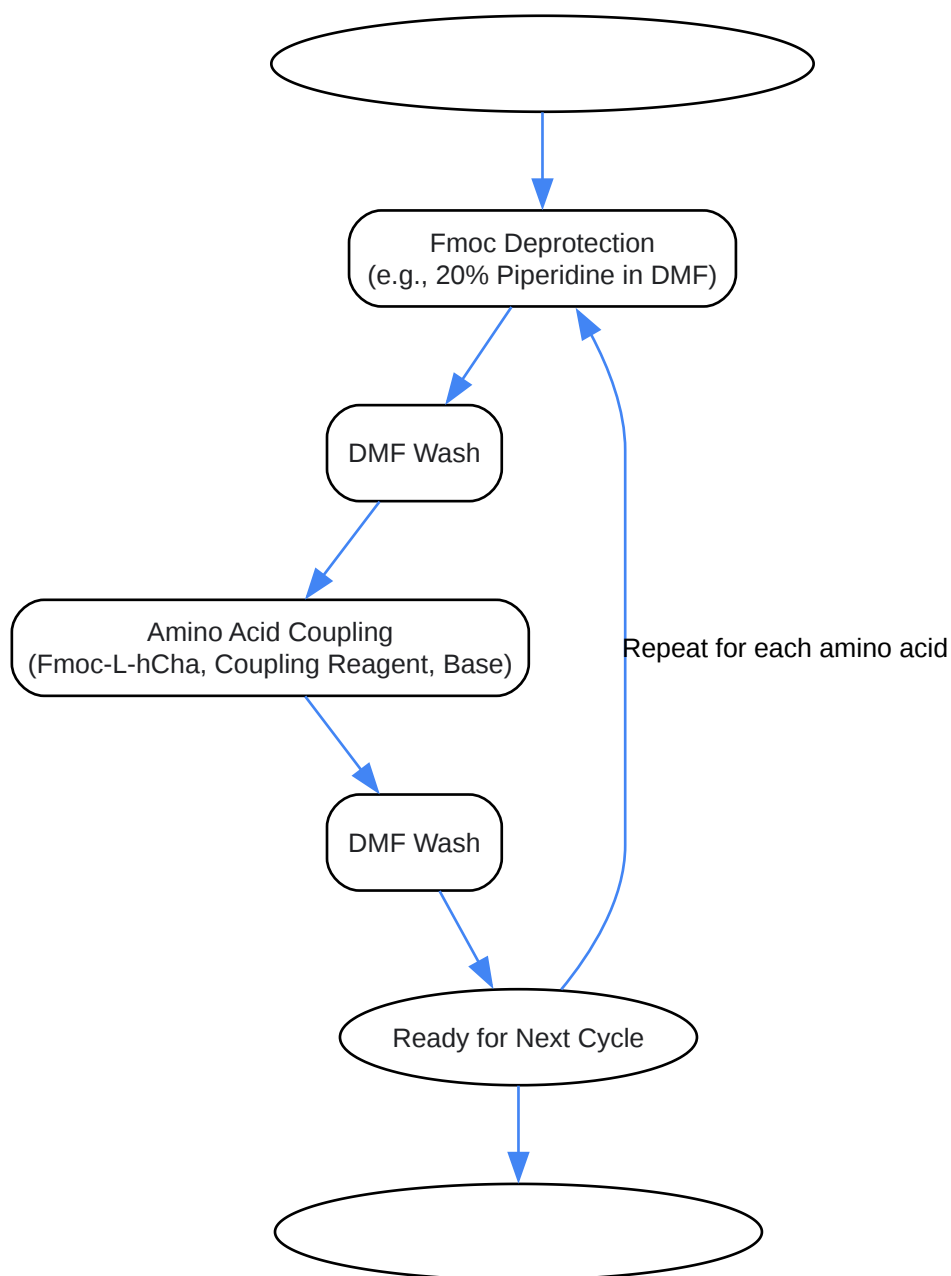 Fmoc Deprotection
(e.g., 20% Piperidine in DMF)
DMF Wash
Amino Acid Coupling
(Fmoc-L-hCha, Coupling Reagent, Base)
Repeat for each amino acid
DMF Wash
Ready for Next Cycle